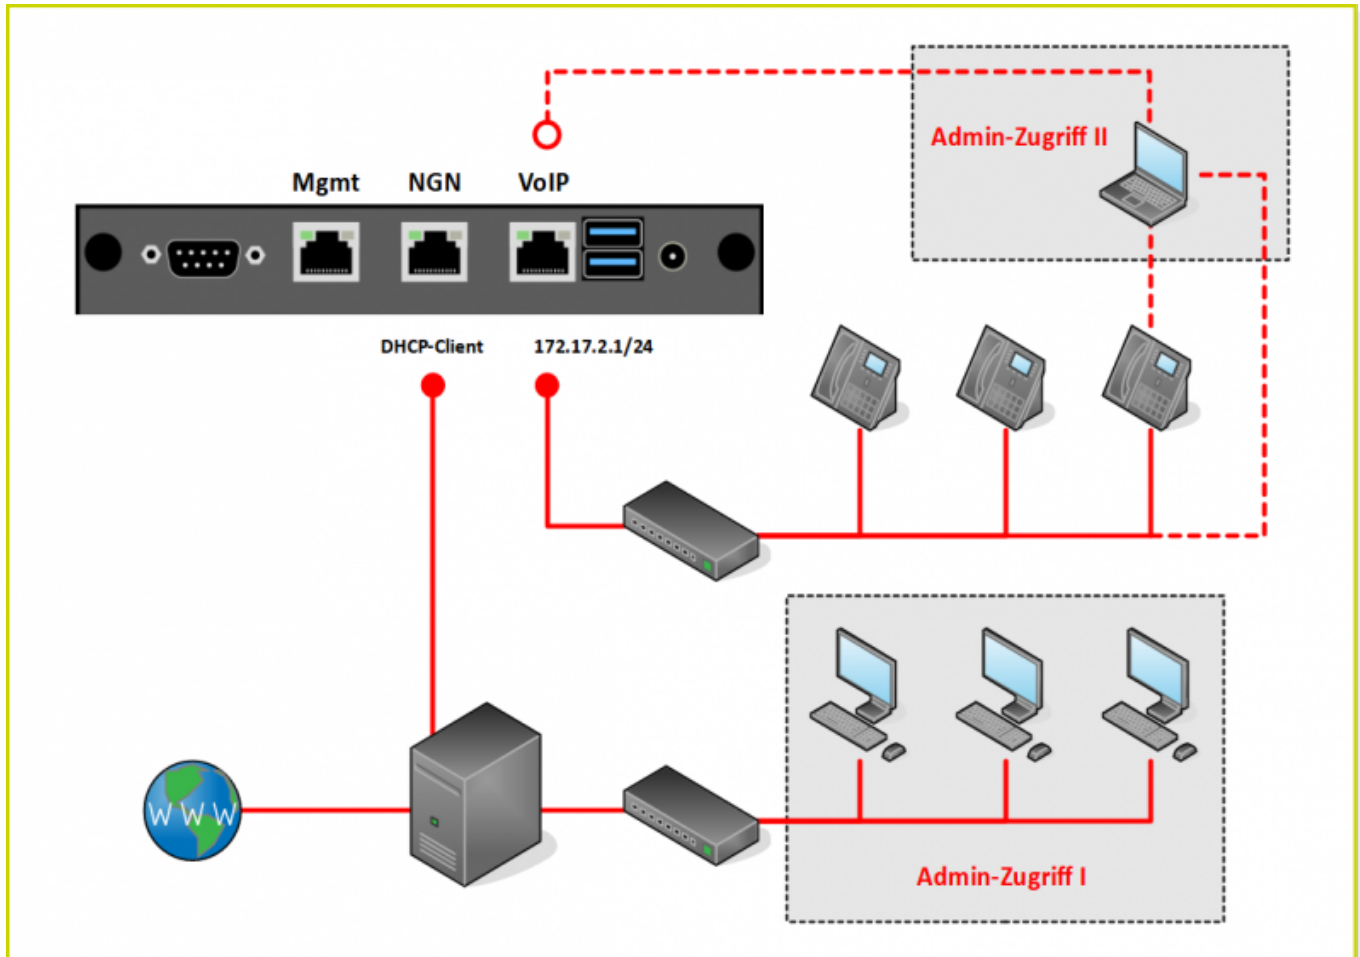 Admin-Zugriff II
Mgmt NGN VoIP
DHCP-Client 172.17.2.1/24
WWW
Admin-Zugriff I